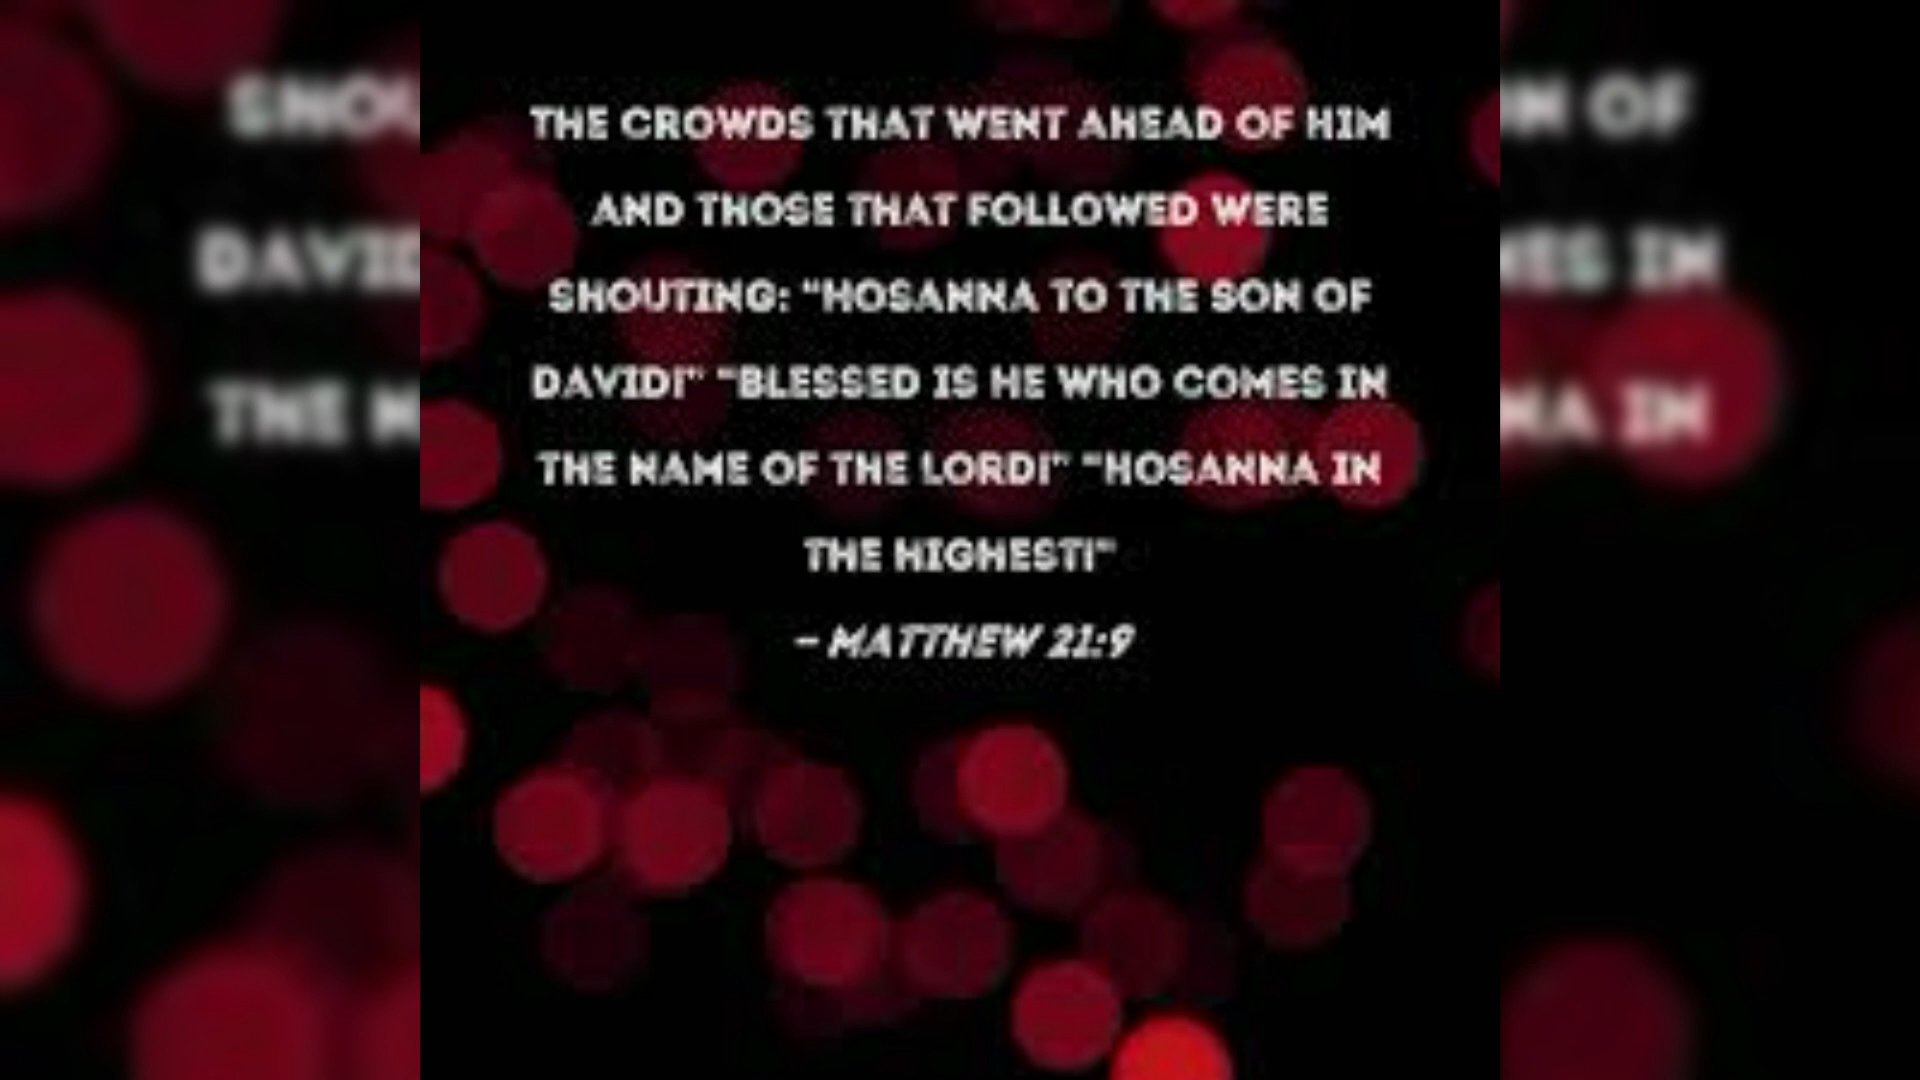 THE CROWDS THAT WENT AHEAD OF HIM
AND THOSE THAT FOLLOWED WERE
SHOUTING: "HOSANNA TO THE SON OF
DAVID!" "BLESSED IS HE WHO COMES IN
THE NAME OF THE LORD!" "HOSANNA IN
THE HIGHEST!"
– MATTHEW 21:9